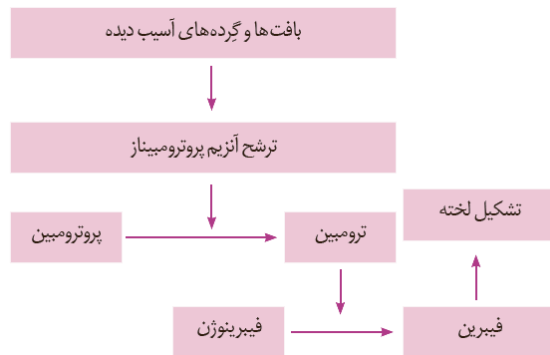 بافت‌ها و گِرده‌های آسیب دیده
ترشح آنزیم پروترومبیناز
تشکیل لخته
ترومبین
پروترومبین
فیبرین
فیبرینوژن